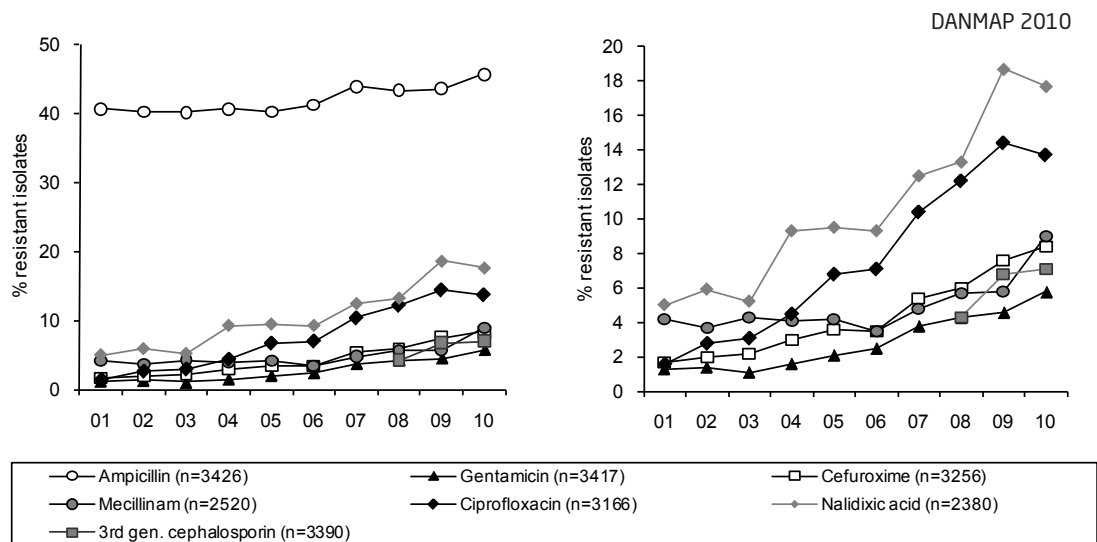 DANMAP 2010
% resistant isolates
50
40
30
20
10
0
01 02 03 04 05 06 07 08 09 10
% resistant isolates
20
18
16
14
12
10
8
6
4
2
0
01 02 03 04 05 06 07 08 09 10
Ampicillin (n=3426) Gentamicin (n=3417) Cefuroxime (n=3256)
Mecillinam (n=2520) Ciprofloxacin (n=3166) Nalidixic acid (n=2380)
3rd gen. cephalosporin (n=3390)